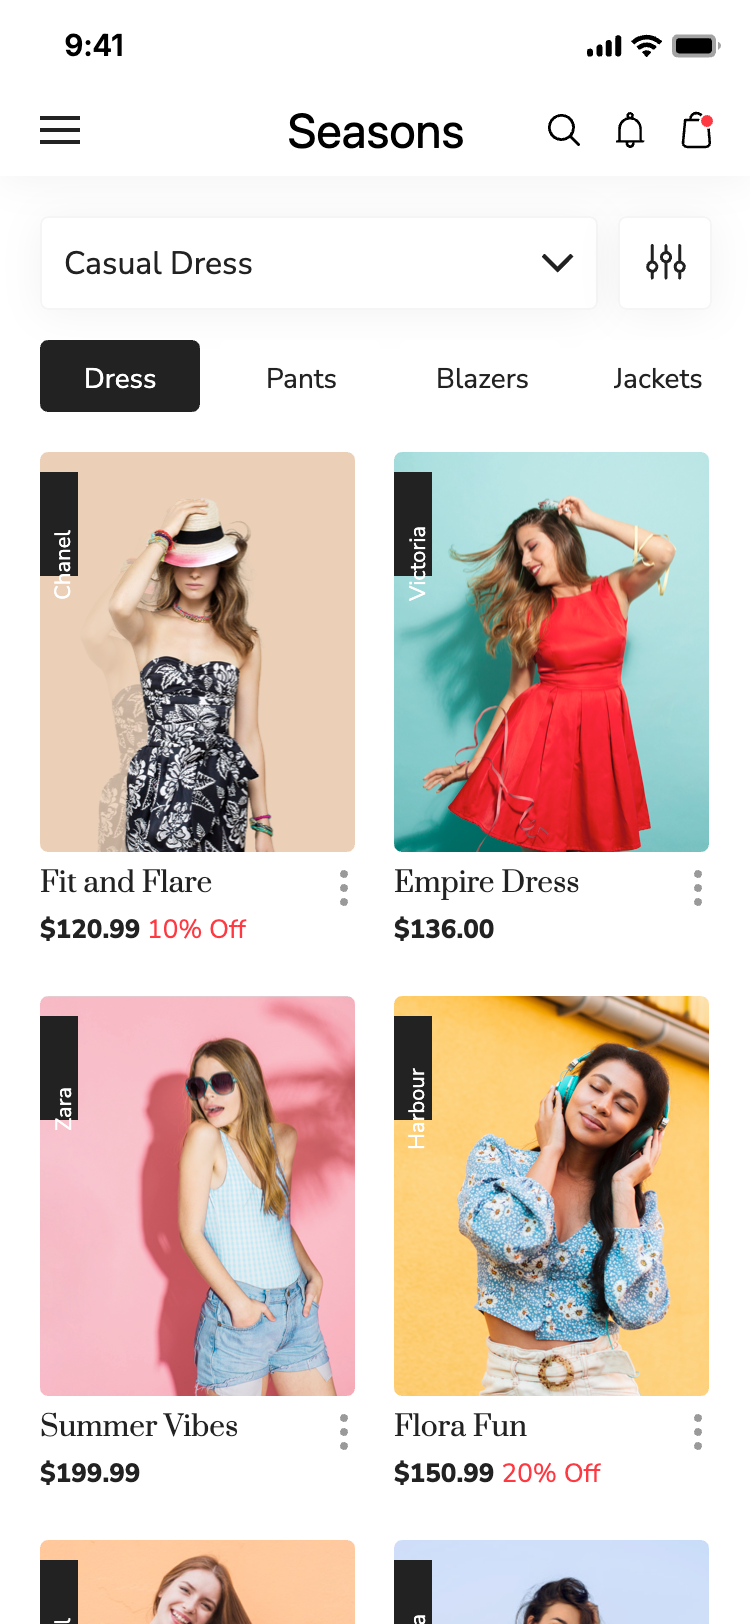 9:41
Seasons
Casual Dress
Dress
Pants
Blazers
Jackets
Chanel
Victoria
Fit and Flare
$120.99 10% Off
Empire Dress
$136.00
Zara
Harbour
Summer Vibes
$199.99
Flora Fun
$150.99 20% Off